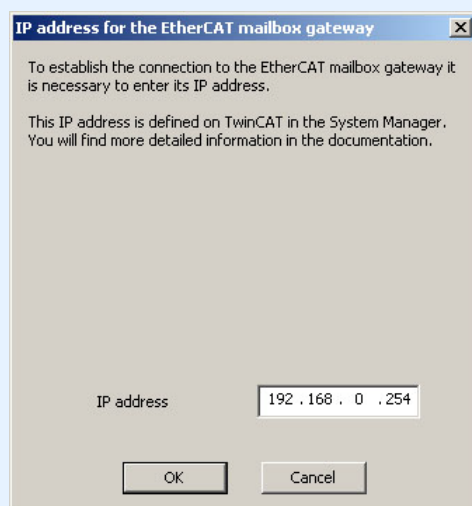 IP address for the EtherCAT mailbox gateway
To establish the connection to the EtherCAT mailbox gateway it
is necessary to enter its IP address.
This IP address is defined on TwinCAT in the System Manager.
You will find more detailed information in the documentation.
IP address 192 . 168 . 0 . 254
OK Cancel